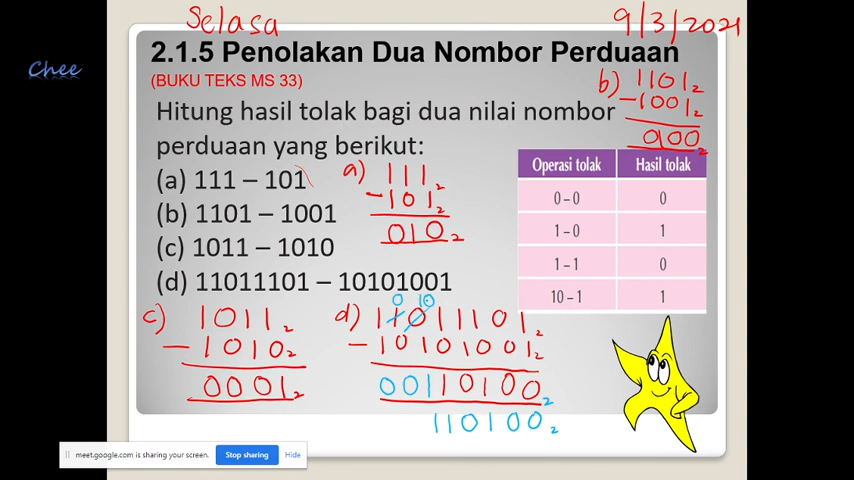 Selasa
9/3/2021
2.1.5 Penolakan Dua Nombor Perduaan
Chee
(BUKU TEKS MS 33)
Hitung hasil tolak bagi dua nilai nombor
perduaan yang berikut:
(a) 111 – 101
(b) 1101 – 1001
(c) 1011 – 1010
(d) 11011101 – 10101001
b) 1101₂
-1001₂
000₂
a) 111₂
-101₂
010₂
Operasi tolak Hasil tolak
0 – 0 0
1 – 0 1
1 – 1 0
10 – 1 1
c) 1011₂
-1010₂
0001₂
0 10
d) 11011101₂
-10101001₂
00110100₂
110100₂
meet.google.com is sharing your screen. Stop sharing Hide